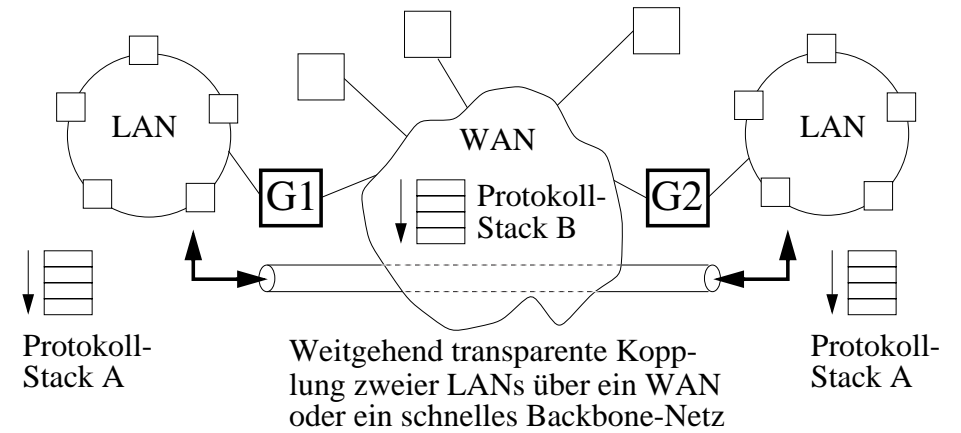 LAN
WAN
LAN
G1
G2
Protokoll-
Stack B
Protokoll-
Stack A
Protokoll-
Stack A
Weitgehend transparente Kopp-
lung zweier LANs über ein WAN
oder ein schnelles Backbone-Netz